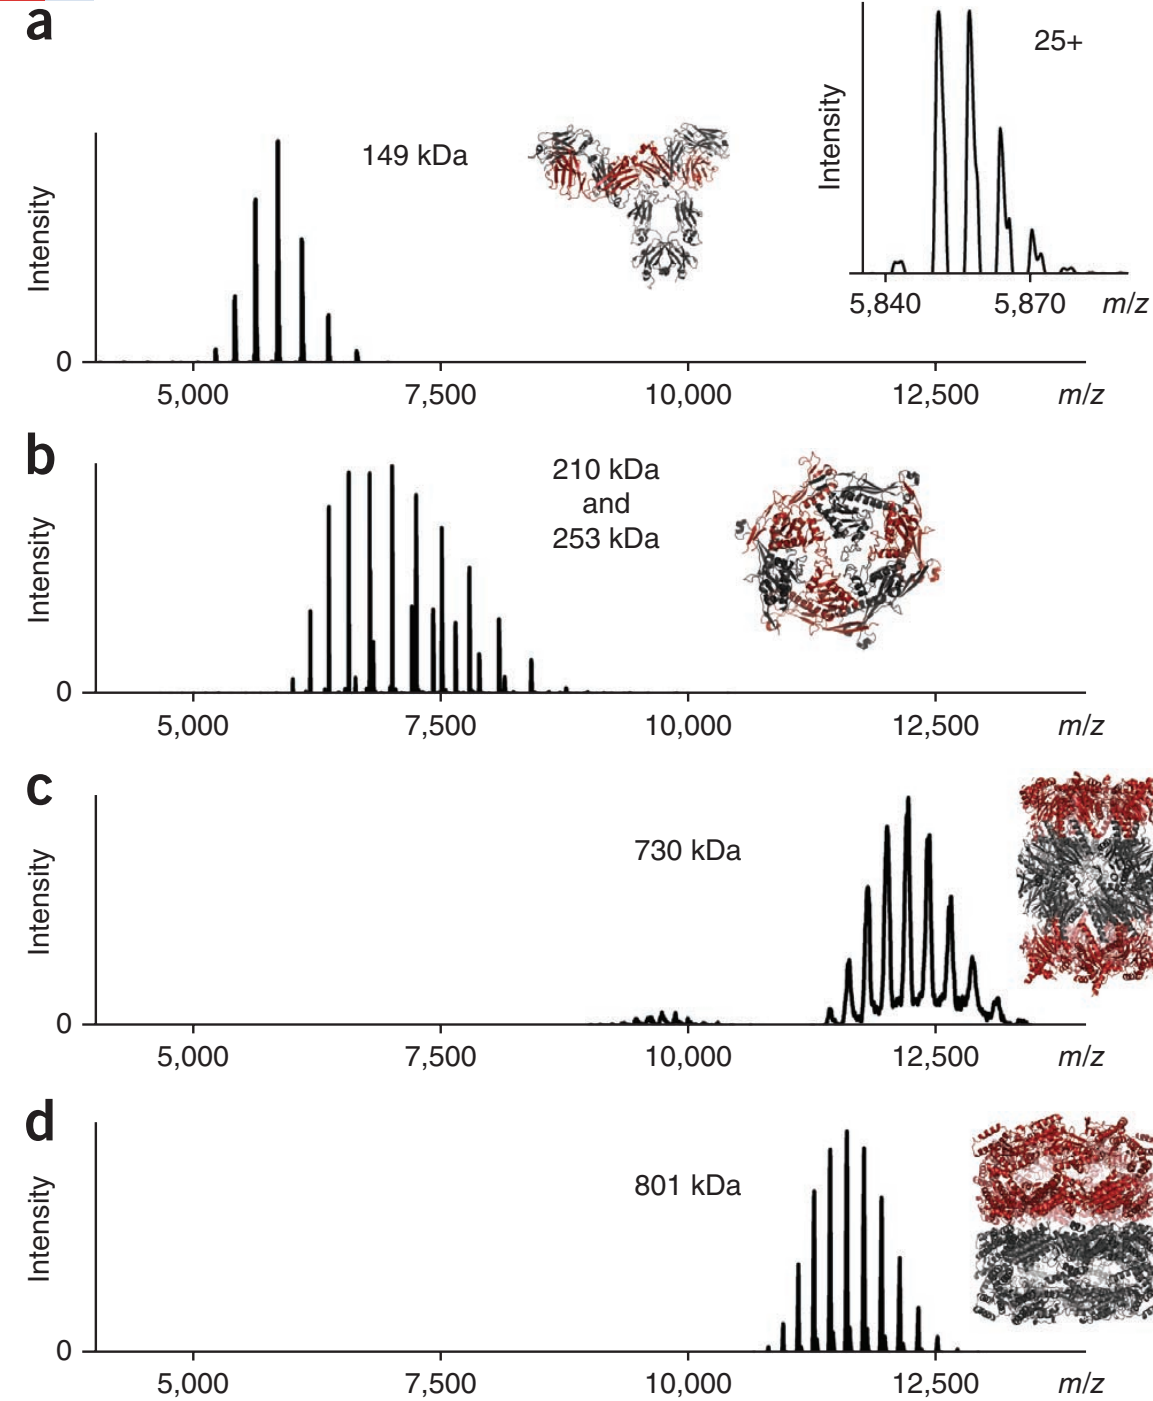 a
Intensity
149 kDa
Intensity
25+
5,840 5,870 m/z
0
5,000 7,500 10,000 12,500 m/z
b
Intensity
210 kDa
and
253 kDa
0
5,000 7,500 10,000 12,500 m/z
c
Intensity
730 kDa
0
5,000 7,500 10,000 12,500 m/z
d
Intensity
801 kDa
0
5,000 7,500 10,000 12,500 m/z